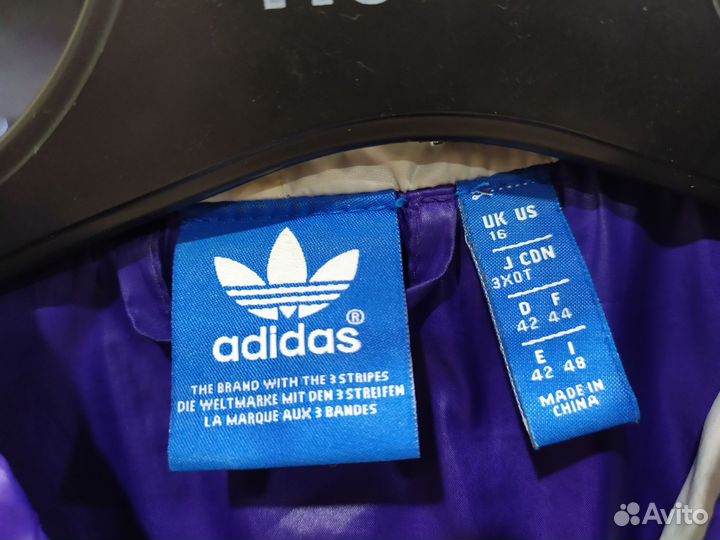 adidas ®
THE BRAND WITH THE 3 STRIPES
DIE WELTMARKE MIT DEN 3 STREIFEN
LA MARQUE AUX 3 BANDES
UK US
16
J CDN
3XOT
D F
42 44
E I
42 48
MADE IN
CHINA
Avito